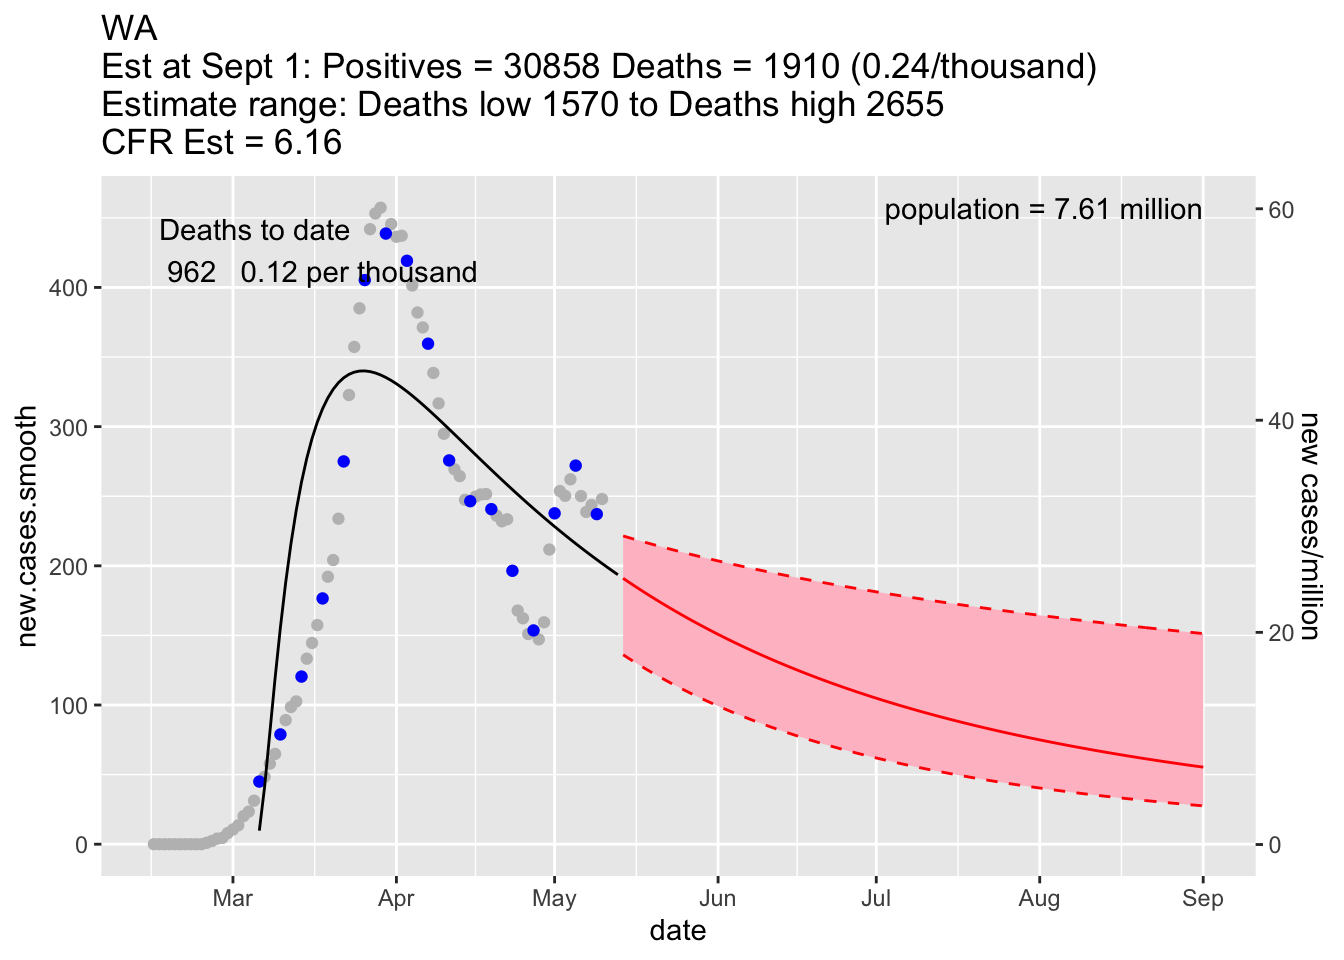 WA
Est at Sept 1: Positives = 30858 Deaths = 1910 (0.24/thousand)
Estimate range: Deaths low 1570 to Deaths high 2655
CFR Est = 6.16
Deaths to date
962 0.12 per thousand
population = 7.61 million
new.cases.smooth
400
300
200
100
0
60
40
20
0
new cases/million
Mar Apr May Jun Jul Aug Sep
date